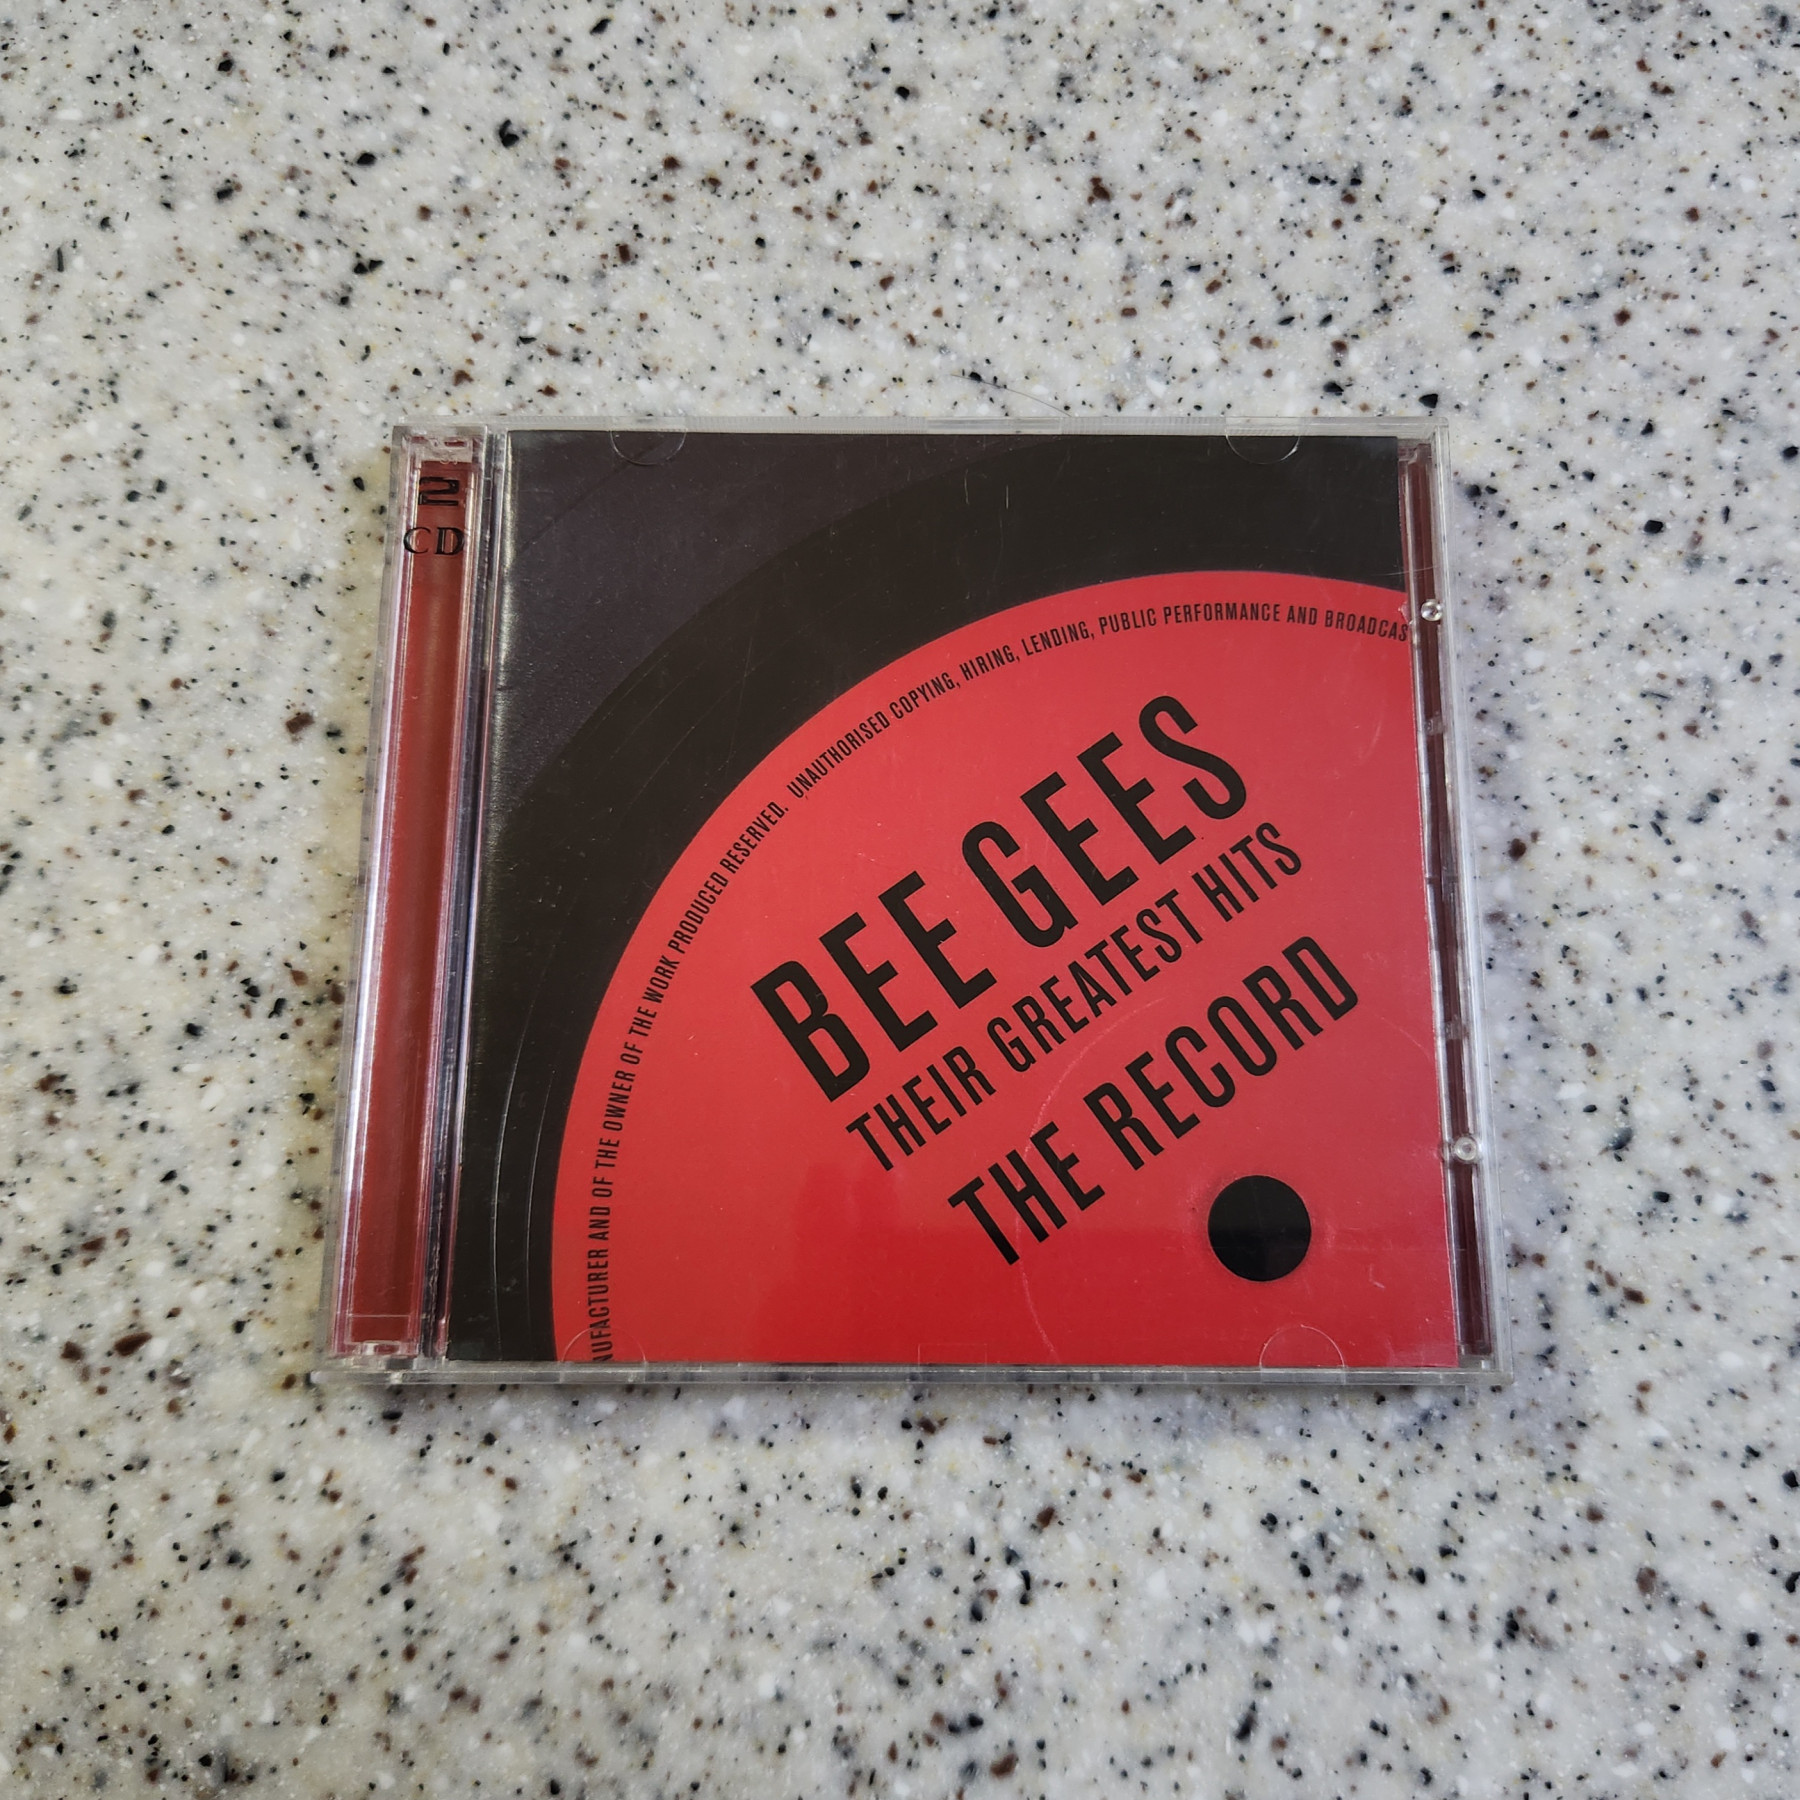 2
CD
NUFACTURER AND OF THE OWNER OF THE WORK PRODUCED RESERVED. UNAUTHORISED COPYING, HIRING, LENDING, PUBLIC PERFORMANCE AND BROADCAS
BEE GEES
THEIR GREATEST HITS
THE RECORD